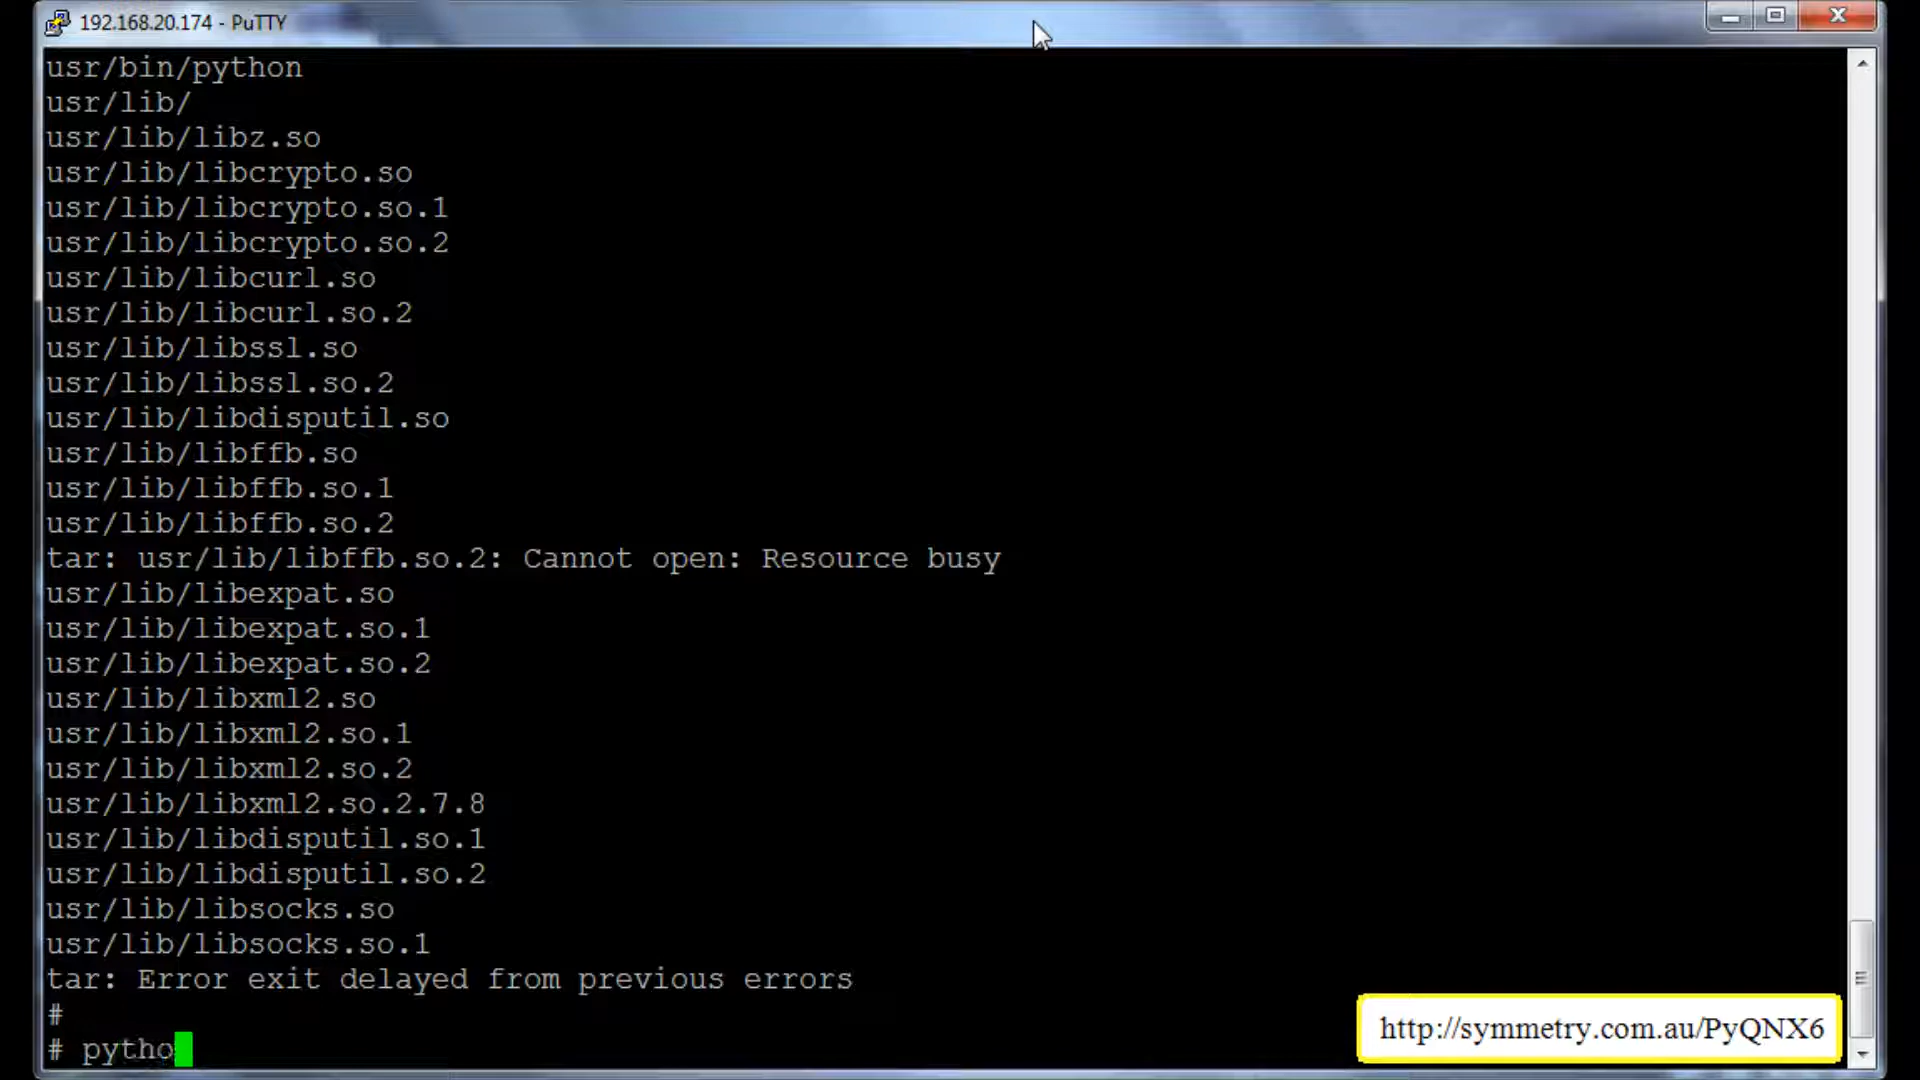 192.168.20.174 - PuTTY
usr/bin/python
usr/lib/
usr/lib/libz.so
usr/lib/libcrypto.so
usr/lib/libcrypto.so.1
usr/lib/libcrypto.so.2
usr/lib/libcurl.so
usr/lib/libcurl.so.2
usr/lib/libssl.so
usr/lib/libssl.so.2
usr/lib/libdisputil.so
usr/lib/libffb.so
usr/lib/libffb.so.1
usr/lib/libffb.so.2
tar: usr/lib/libffb.so.2: Cannot open: Resource busy
usr/lib/libexpat.so
usr/lib/libexpat.so.1
usr/lib/libexpat.so.2
usr/lib/libxml2.so
usr/lib/libxml2.so.1
usr/lib/libxml2.so.2
usr/lib/libxml2.so.2.7.8
usr/lib/libdisputil.so.1
usr/lib/libdisputil.so.2
usr/lib/libsocks.so
usr/lib/libsocks.so.1
tar: Error exit delayed from previous errors
#
# pytho
http://symmetry.com.au/PyQNX6